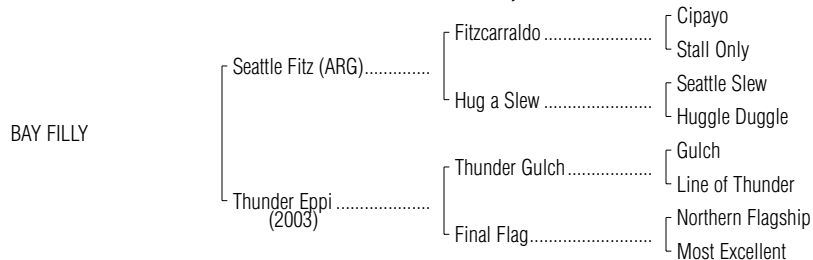 Cipayo
Fitzcarraldo .......................
Stall Only
Seattle Fitz (ARG)..............
Seattle Slew
Hug a Slew .......................
Huggle Duggle
BAY FILLY
Gulch
Thunder Gulch ..................
Line of Thunder
Thunder Eppi ....................
(2003)
Northern Flagship
Final Flag..........................
Most Excellent